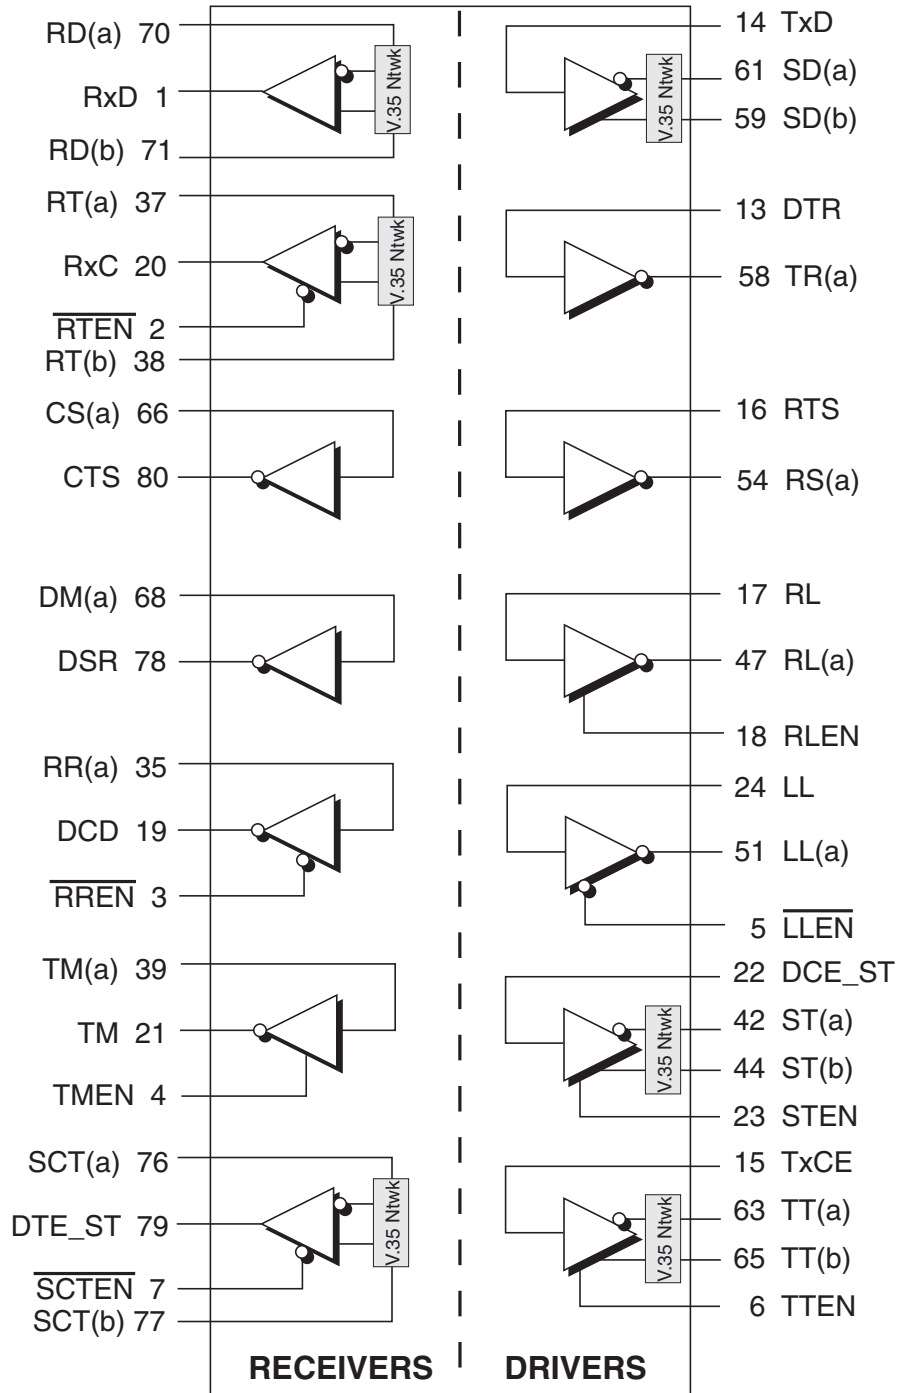 RD(a) 70
RxD 1
RD(b) 71
V.35 Ntwk
RT(a) 37
RxC 20
RTEN 2
RT(b) 38
V.35 Ntwk
CS(a) 66
CTS 80
DM(a) 68
DSR 78
RR(a) 35
DCD 19
RREN 3
TM(a) 39
TM 21
TMEN 4
SCT(a) 76
DTE_ST 79
SCTEN 7
SCT(b) 77
V.35 Ntwk
RECEIVERS
14 TxD
61 SD(a)
59 SD(b)
V.35 Ntwk
13 DTR
58 TR(a)
16 RTS
54 RS(a)
17 RL
47 RL(a)
18 RLEN
24 LL
51 LL(a)
5 LLEN
22 DCE_ST
42 ST(a)
44 ST(b)
23 STEN
V.35 Ntwk
15 TxCE
63 TT(a)
65 TT(b)
6 TTEN
V.35 Ntwk
DRIVERS